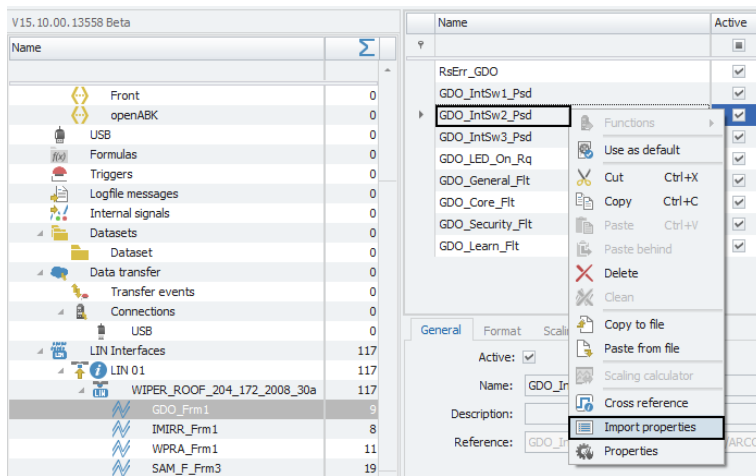 V15.10.00.13558 Beta
Name
Σ
Front 0
openABK 0
USB 0
f(x) Formulas 0
Triggers 0
Logfile messages 0
Internal signals 0
Datasets 0
Dataset 0
Data transfer 0
Transfer events 0
Connections 0
USB 0
LIN Interfaces 117
LIN 01 117
LIN WIPER_ROOF_204_172_2008_30a 117
GDO_Frm1 9
IMIRR_Frm1 8
WPRA_Frm1 11
SAM_F_Frm3 19
Name Active
RsErr_GDO
GDO_IntSw1_Psd
GDO_IntSw2_Psd
GDO_IntSw3_Psd
GDO_LED_On_Rq
GDO_General_Flt
GDO_Core_Flt
GDO_Security_Flt
GDO_Learn_Flt
Functions
Use as default
Cut Ctrl+X
Copy Ctrl+C
Paste Ctrl+V
Paste behind
Delete
Clean
Copy to file
Paste from file
Scaling calculator
Cross reference
Import properties
Properties
General Format Scali
Active:
Name: GDO_In
Description:
Reference: GDO_In TARCO